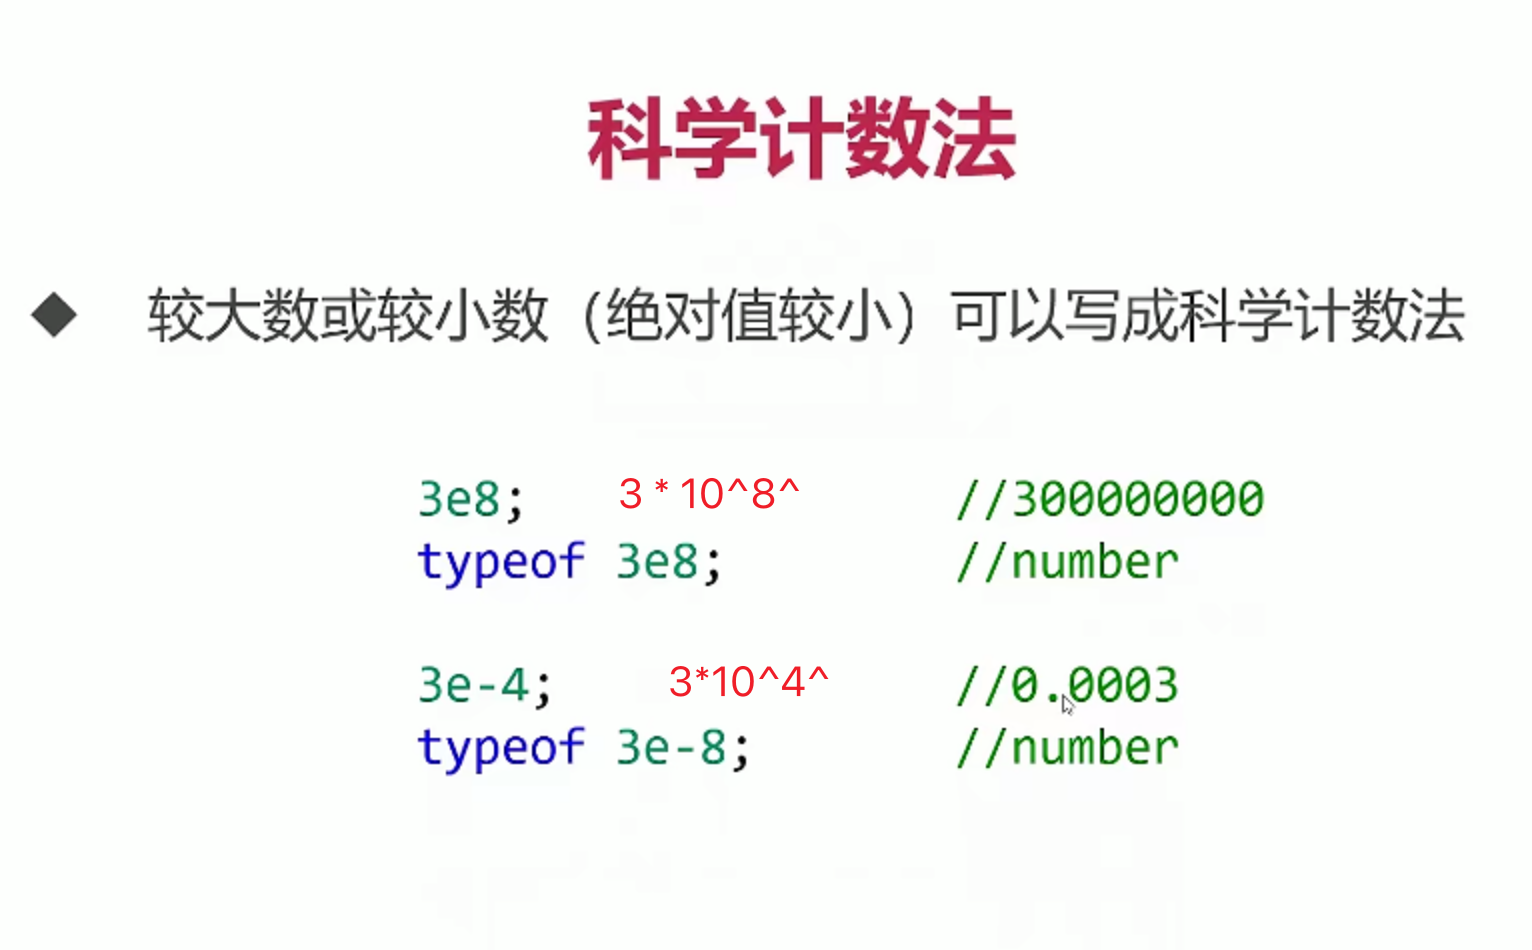 科学计数法
◆ 较大数或较小数（绝对值较小）可以写成科学计数法
3e8; 3 * 10^8^ //300000000
typeof 3e8; //number
3e-4; 3*10^4^ //0.0003
typeof 3e-8; //number